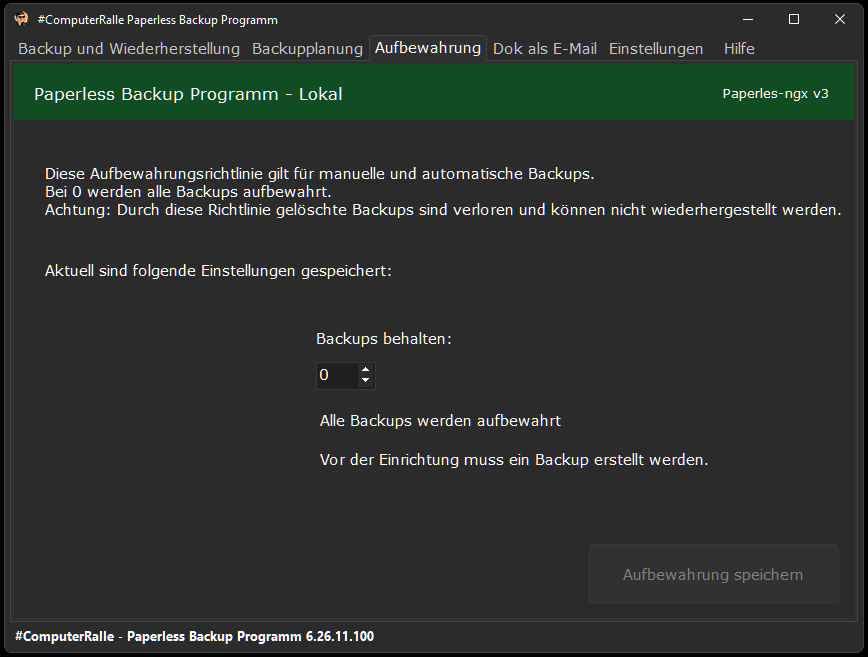 #ComputerRalle Paperless Backup Programm
Backup und Wiederherstellung Backupplanung Aufbewahrung Dok als E-Mail Einstellungen Hilfe
Paperless Backup Programm - Lokal Paperles-ngx v3
Diese Aufbewahrungsrichtlinie gilt für manuelle und automatische Backups.
Bei 0 werden alle Backups aufbewahrt.
Achtung: Durch diese Richtlinie gelöschte Backups sind verloren und können nicht wiederhergestellt werden.
Aktuell sind folgende Einstellungen gespeichert:
Backups behalten:
0
Alle Backups werden aufbewahrt
Vor der Einrichtung muss ein Backup erstellt werden.
Aufbewahrung speichern
#ComputerRalle - Paperless Backup Programm 6.26.11.100